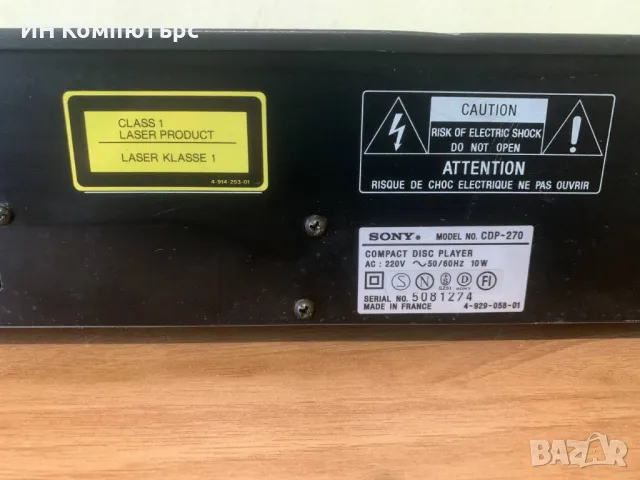 ИН Компютърс
CLASS 1
LASER PRODUCT
LASER KLASSE 1
4-914-253-01
CAUTION
RISK OF ELECTRIC SHOCK
DO NOT OPEN
ATTENTION
RISQUE DE CHOC ELECTRIQUE NE PAS OUVRIR
SONY® MODEL NO. CDP-270
COMPACT DISC PLAYER
AC : 220V ～50/60HZ 10W
S N D FI
SERIAL NO. 5081274
MADE IN FRANCE 4-929-058-01
BAZAR